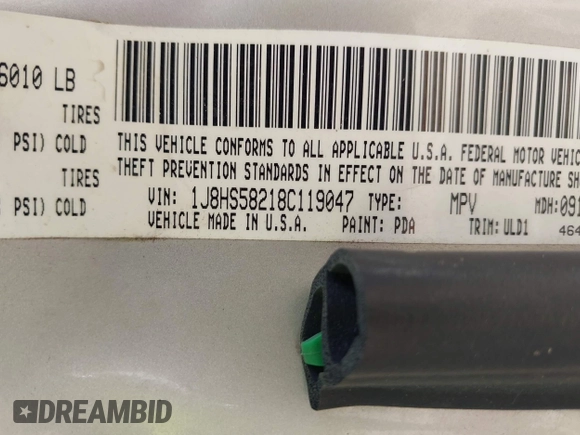 6010 LB
TIRES
PSI) COLD
TIRES
PSI) COLD
THIS VEHICLE CONFORMS TO ALL APPLICABLE U.S.A. FEDERAL MOTOR VEHIC
THEFT PREVENTION STANDARDS IN EFFECT ON THE DATE OF MANUFACTURE SH
VIN: 1J8HS58218C119047 TYPE: MPV MDH: 091
VEHICLE MADE IN U.S.A. PAINT: PDA TRIM: ULD1 464
DREAMBID